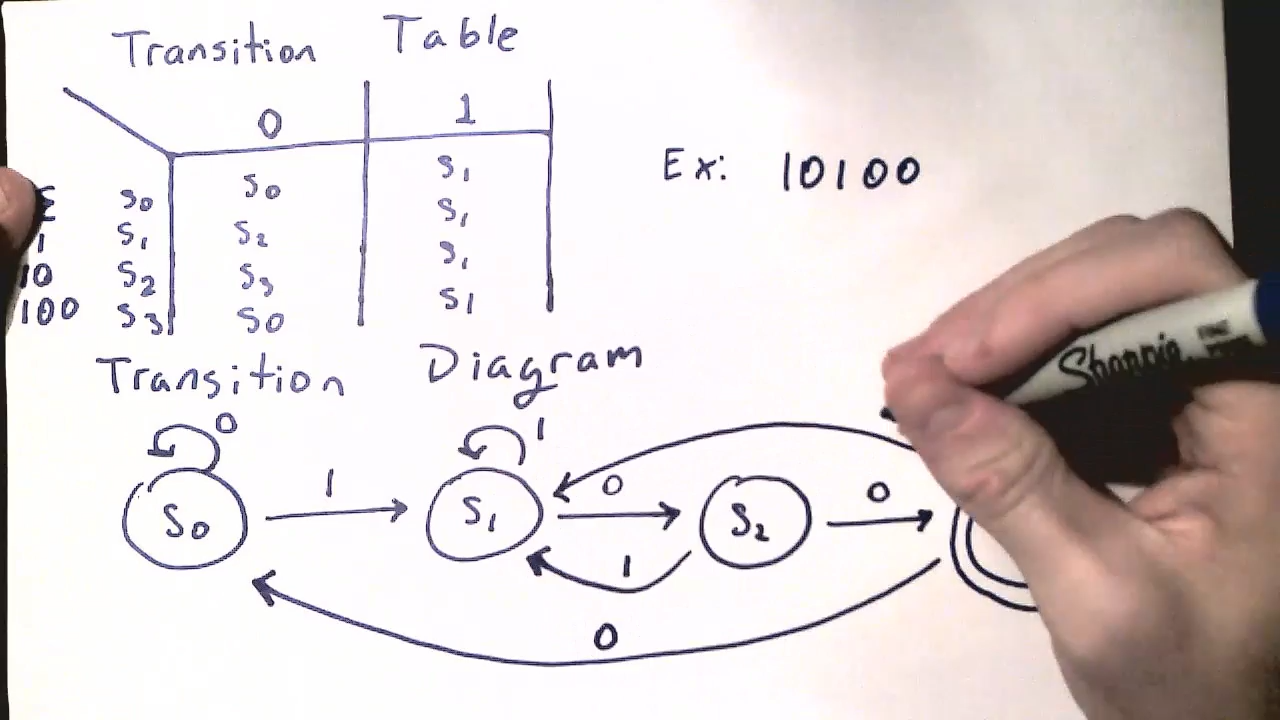 Transition Table
0 1
ε S0 S0 S1
1 S1 S2 S1
10 S2 S3 S1
100 S3 S0 S1
Ex: 10100
Transition Diagram
0 1
S0 1 S1 0 S2 0
1
0
Sharpie
FINE